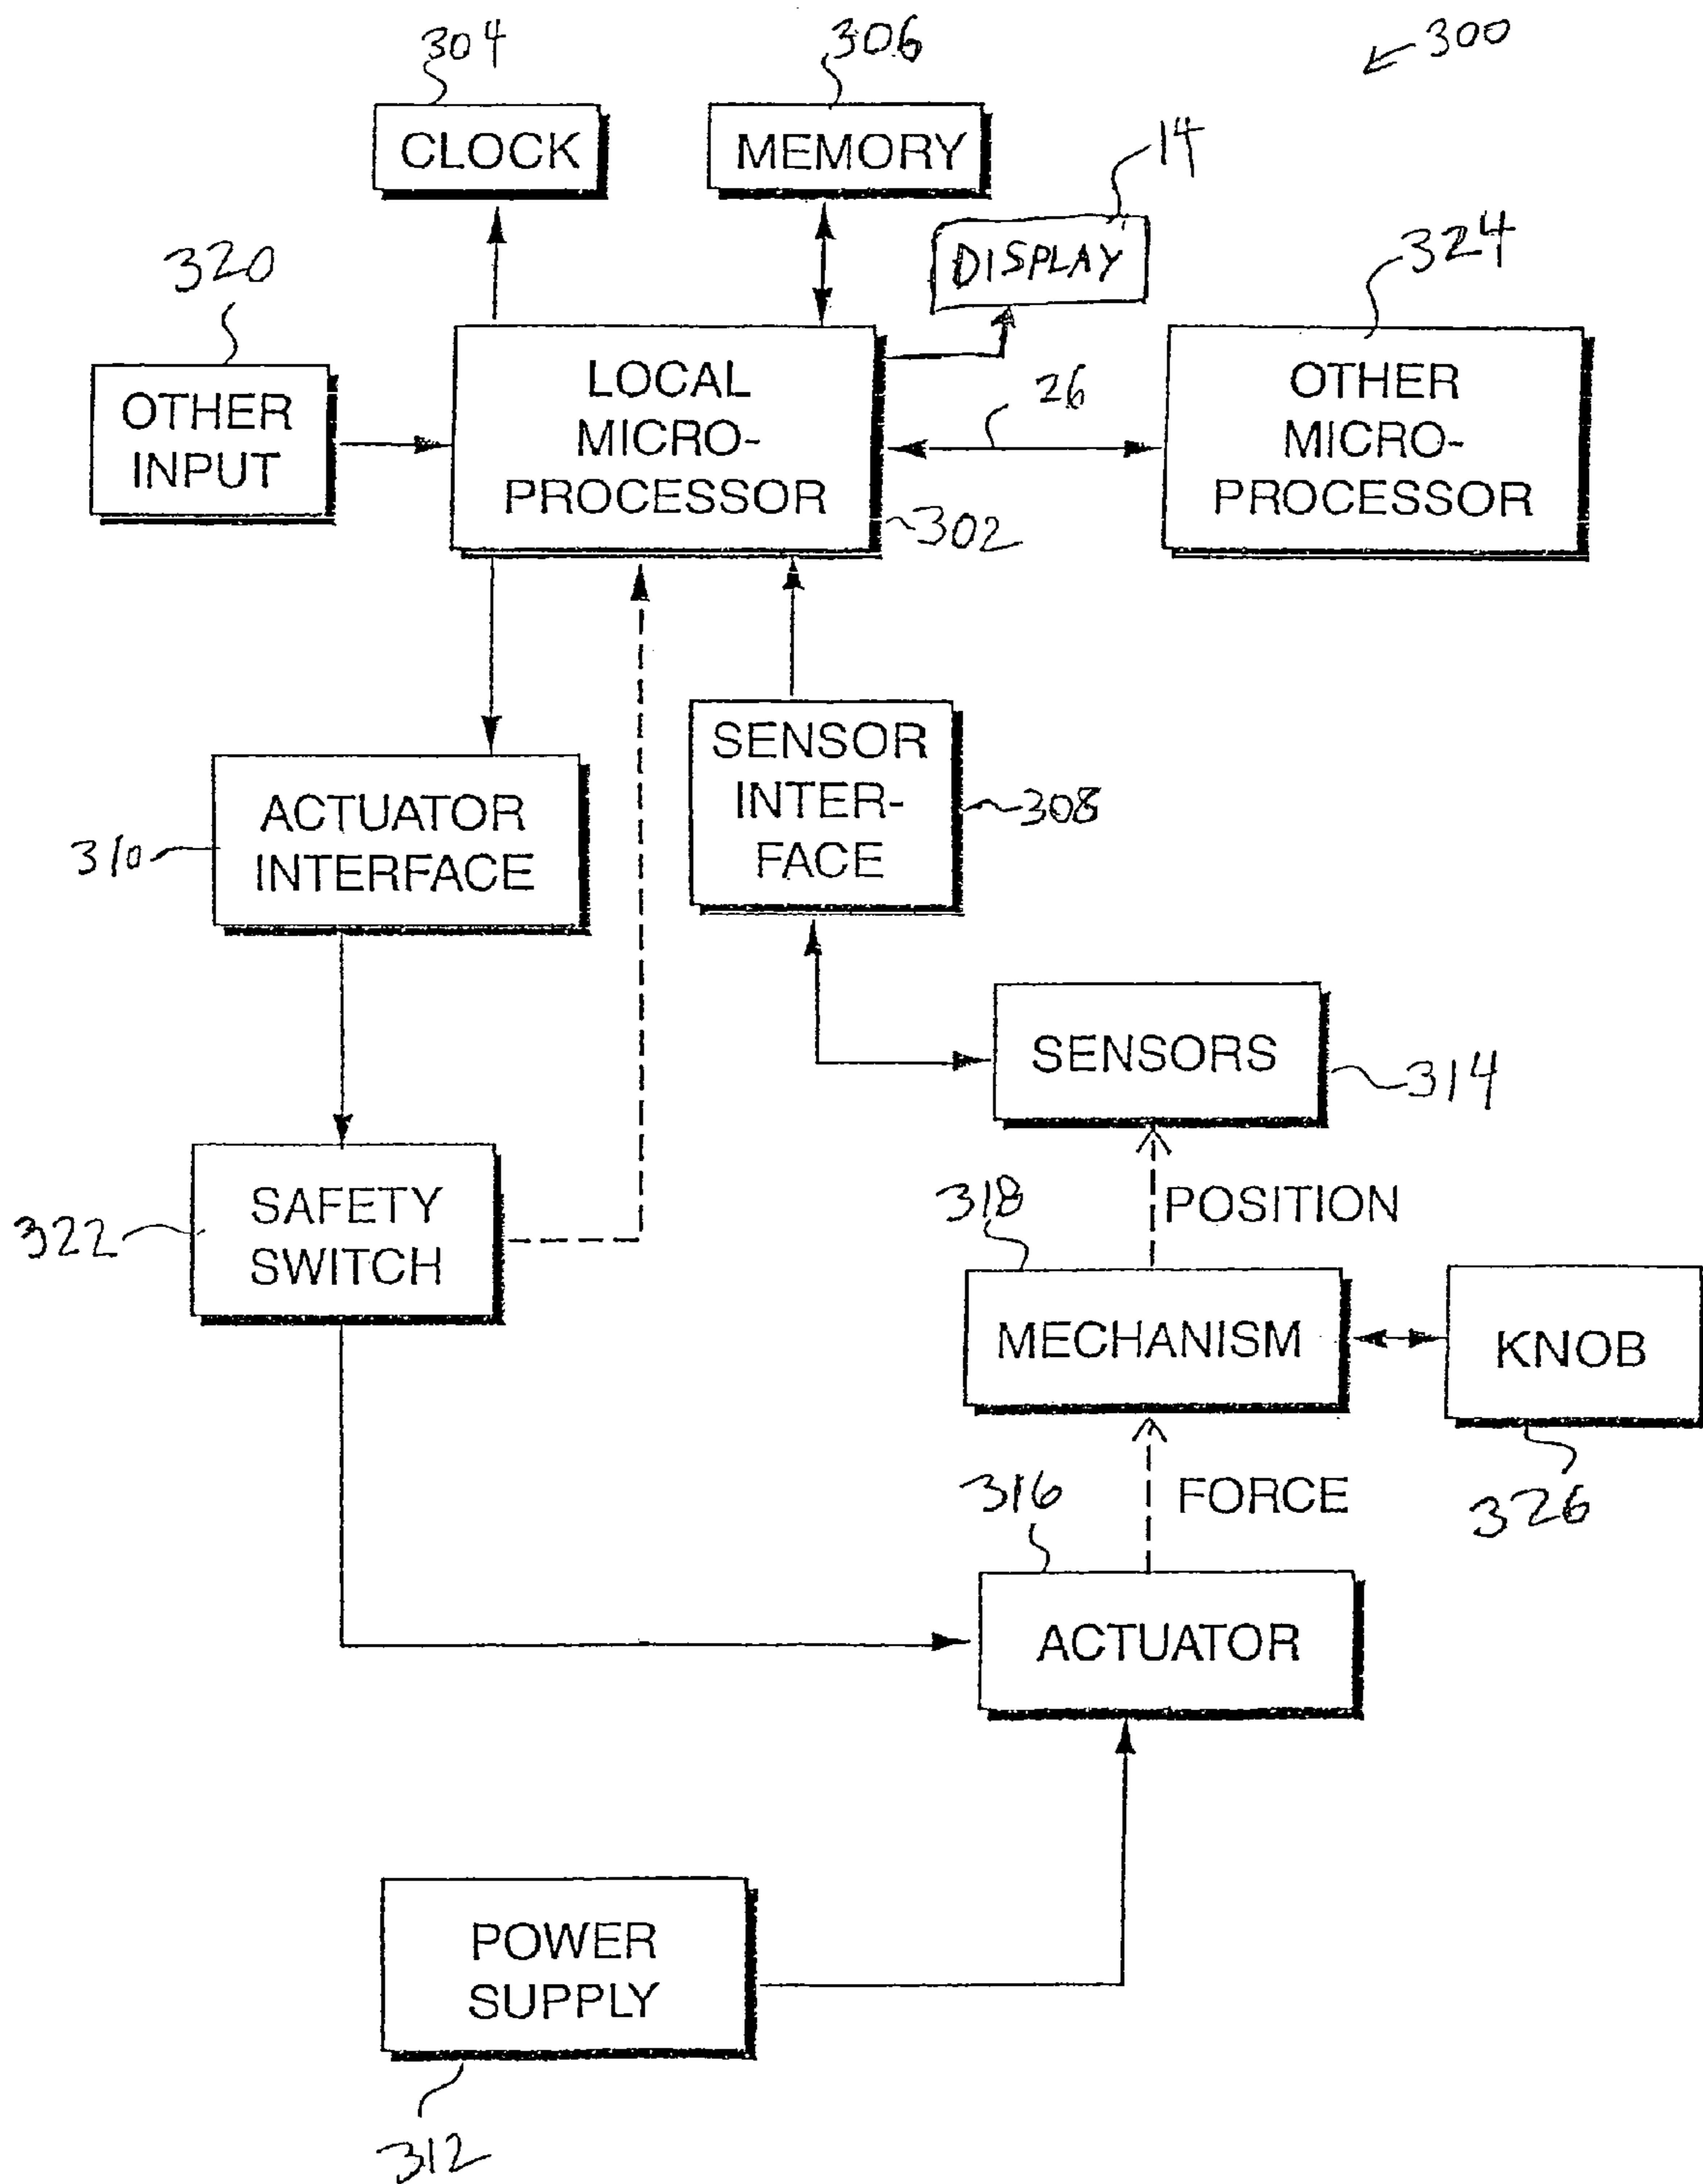 304
306
300
CLOCK
MEMORY
14
DISPLAY
320
324
OTHER
INPUT
LOCAL
MICRO-
PROCESSOR
26
OTHER
MICRO-
PROCESSOR
302
SENSOR
INTER-
FACE
308
ACTUATOR
INTERFACE
310
SENSORS
314
SAFETY
SWITCH
322
318
POSITION
MECHANISM
KNOB
316
FORCE
326
ACTUATOR
POWER
SUPPLY
312